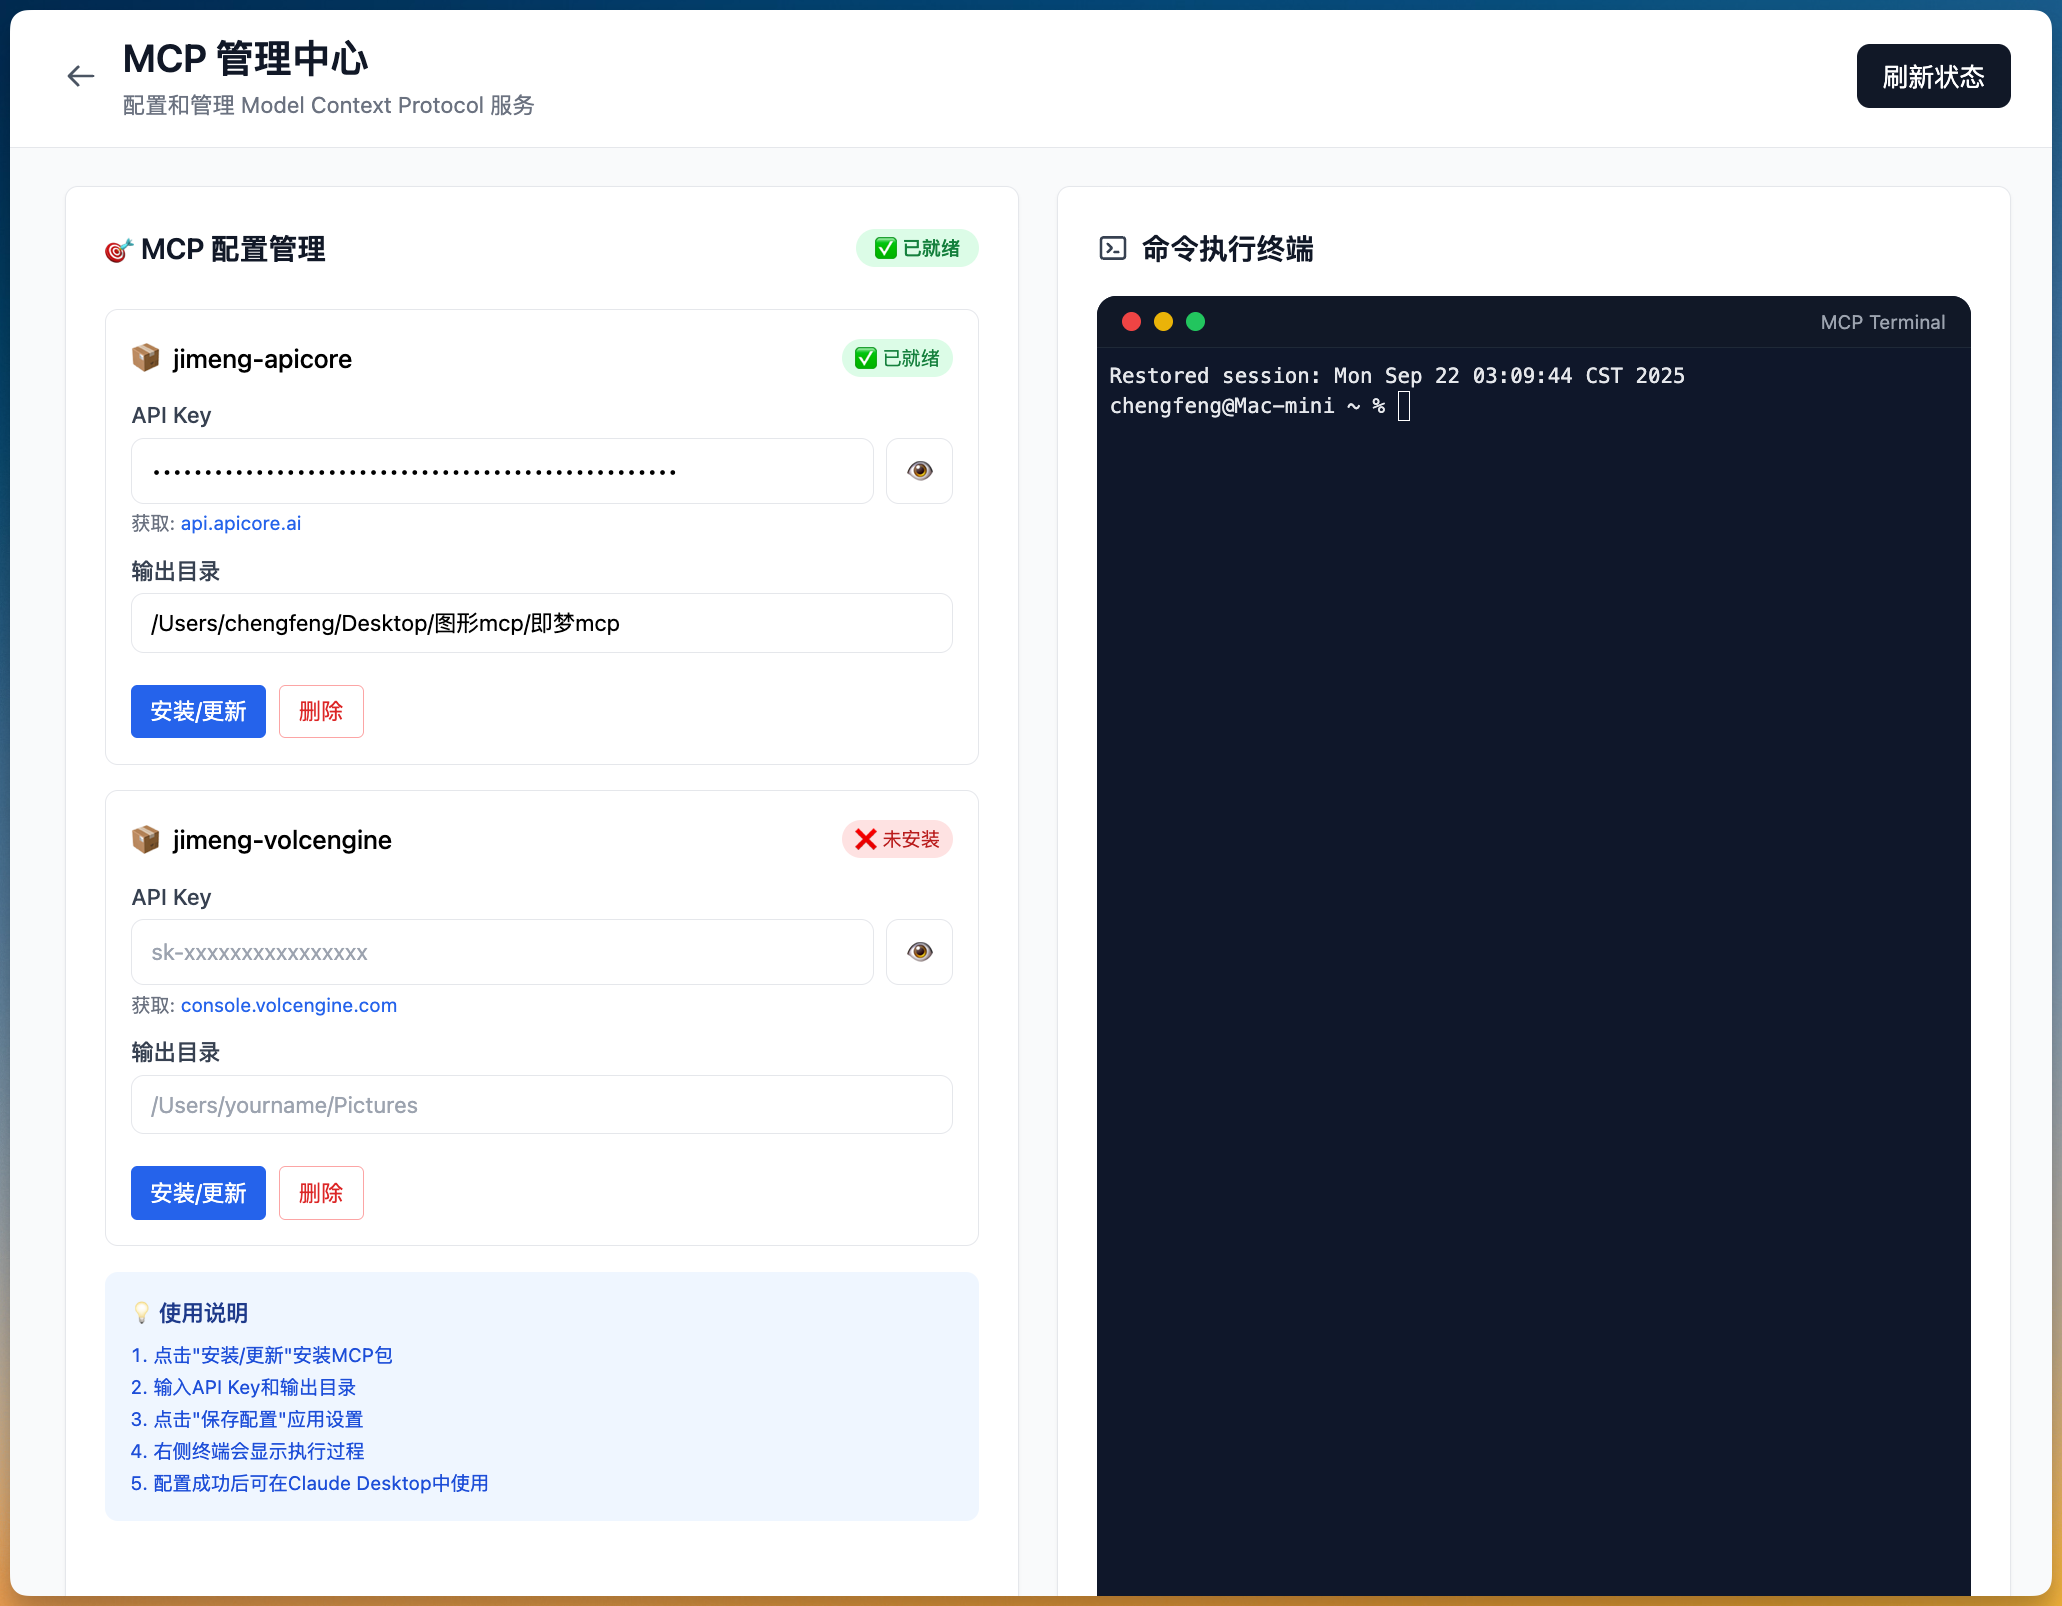 MCP 管理中心
配置和管理 Model Context Protocol 服务
刷新状态
MCP 配置管理
已就绪
jimeng-apicore
已就绪
API Key
••••••••••••••••••••••••••••••••••••••••••••••••••••
获取: api.apicore.ai
输出目录
/Users/chengfeng/Desktop/图形mcp/即梦mcp
安装/更新
删除
jimeng-volcengine
未安装
API Key
sk-xxxxxxxxxxxxxxxx
获取: console.volcengine.com
输出目录
/Users/yourname/Pictures
安装/更新
删除
使用说明
1. 点击"安装/更新"安装MCP包
2. 输入API Key和输出目录
3. 点击"保存配置"应用设置
4. 右侧终端会显示执行过程
5. 配置成功后可在Claude Desktop中使用
命令执行终端
MCP Terminal
Restored session: Mon Sep 22 03:09:44 CST 2025
chengfeng@Mac-mini ~ %